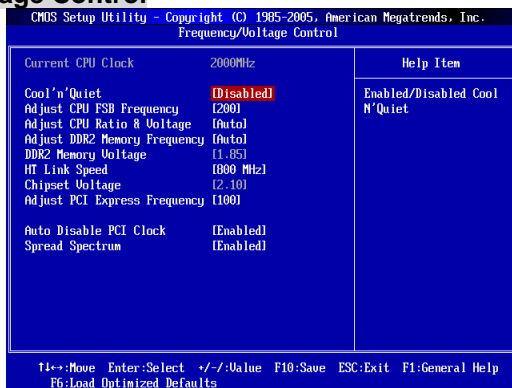 age Control
CMOS Setup Utility - Copyright (C) 1985-2005, American Megatrends, Inc.
Frequency/Voltage Control
Current CPU Clock 2000MHz
Cool'n'Quiet [Disabled]
Adjust CPU FSB Frequency [200]
Adjust CPU Ratio & Voltage [Auto]
Adjust DDR2 Memory Frequency [Auto]
DDR2 Memory Voltage [1.85]
HT Link Speed [800 MHz]
Chipset Voltage [2.10]
Adjust PCI Express Frequency [100]
Auto Disable PCI Clock [Enabled]
Spread Spectrum [Enabled]
Help Item
Enabled/Disabled Cool
N'Quiet
↑↓↔:Move Enter:Select +/-/:Value F10:Save ESC:Exit F1:General Help
F6:Load Optimized Defaults